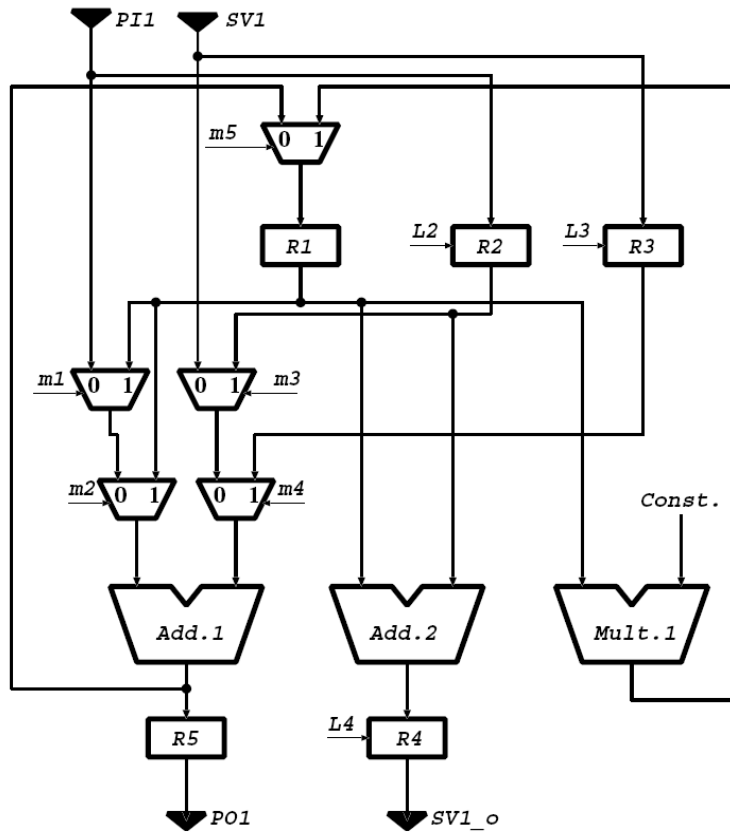 PI1
SV1
m5
0 1
R1
L2
R2
L3
R3
m1
0 1
0 1
m3
m2
0 1
0 1
m4
Const.
Add.1
Add.2
Mult.1
R5
L4
R4
PO1
SV1_o